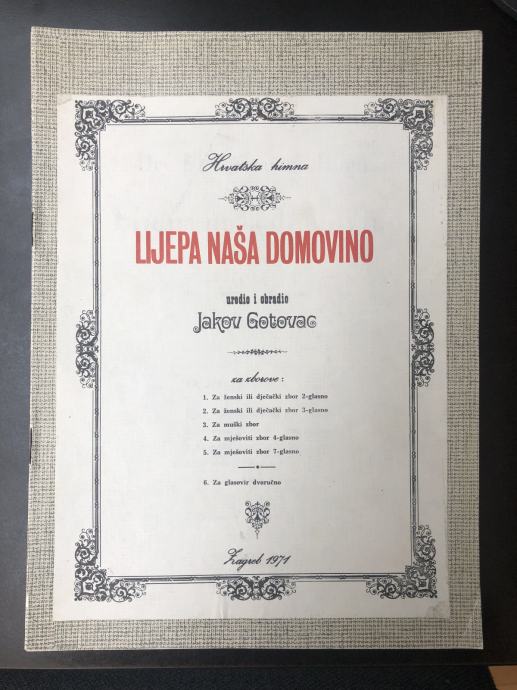 Hrvatska himna
LIJEPA NAŠA DOMOVINO
uredio i obradio
Jakov Gotovac
za zborove:
1. Za ženski ili dječački zbor 2-glasno
2. Za ženski ili dječački zbor 3-glasno
3. Za muški zbor
4. Za mješoviti zbor 4-glasno
5. Za mješoviti zbor 7-glasno
6. Za glasovir dvoručno
Zagreb 1971